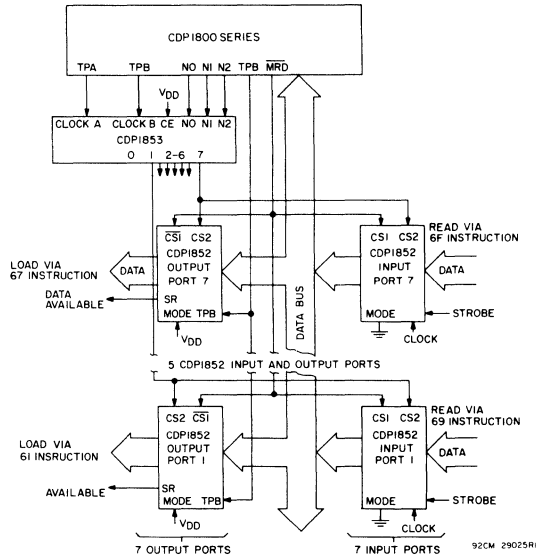 CDP1800 SERIES
TPA TPB N0 N1 N2 TPB MRD
VDD
CLOCK A CLOCK B CE N0 N1 N2
CDP1853
0 1 2-6 7
CS1 CS2
CDP1852
OUTPUT
PORT 7
SR
MODE TPB
LOAD VIA
67 INSTRUCTION
DATA
DATA
AVAILABLE
VDD
DATA BUS
CS1 CS2
CDP1852
INPUT
PORT 7
MODE
READ VIA
6F INSTRUCTION
DATA
STROBE
CLOCK
5 CDP1852 INPUT AND OUTPUT PORTS
CS2 CS1
CDP1852
OUTPUT
PORT 1
SR
MODE TPB
LOAD VIA
61 INSRUCTION
AVAILABLE
VDD
CS1 CS2
CDP1852
INPUT
PORT 1
MODE
READ VIA
69 INSTRUCTION
DATA
STROBE
CLOCK
7 OUTPUT PORTS
7 INPUT PORTS
92CM 29025RI